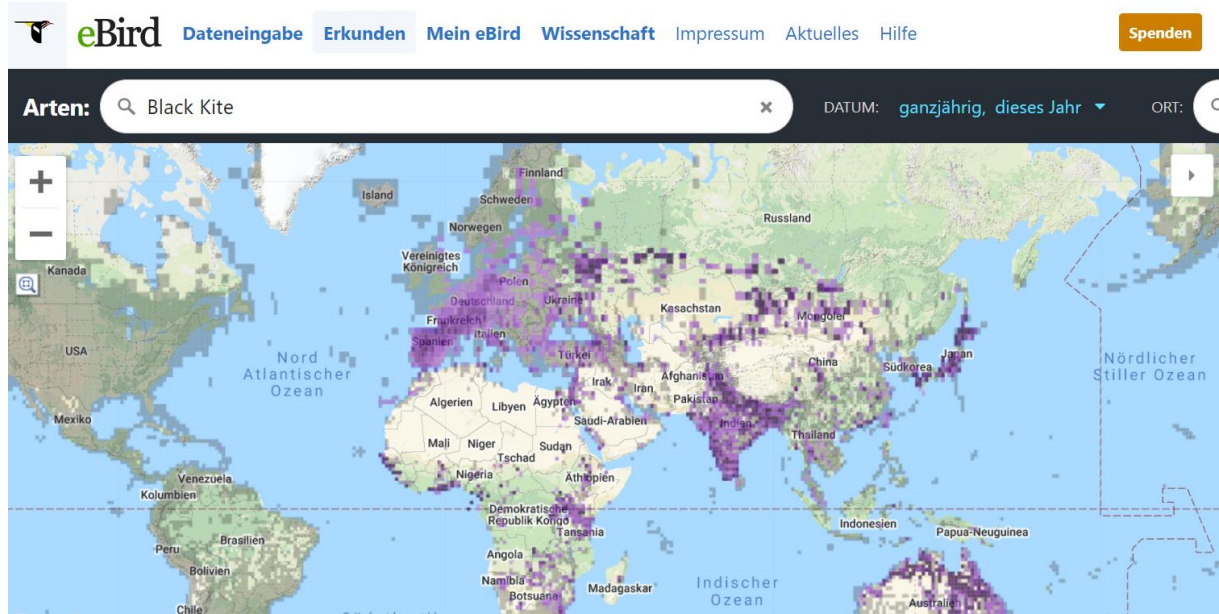 eBird Dateneingabe Erkunden Mein eBird Wissenschaft Impressum Aktuelles Hilfe Spenden
Arten: Black Kite × DATUM: ganzjährig, dieses Jahr ORT:
+
−
Finnland
Island
Schweden
Russland
Norwegen
Vereinigtes
Königreich
Kanada
Polen
Deutschland
Ukraine
Kasachstan
Mongolei
Frankreich
Italien
Spanien
USA
Nord
Atlantischer
Ozean
Türkei
China
Südkorea
Japan
Nördlicher
Stiller Ozean
Irak
Iran
Afghanistan
Pakistan
Algerien
Libyen
Ägypten
Saudi-Arabien
Indien
Mexiko
Mali
Niger
Tschad
Sudan
Thailand
Nigeria
Äthiopien
Venezuela
Kolumbien
Demokratische
Republik Kongo
Tansania
Indonesien
Papua-Neuguinea
Brasilien
Peru
Bolivien
Angola
Namibia
Botsuana
Madagaskar
Indischer
Ozean
Australien
Chile